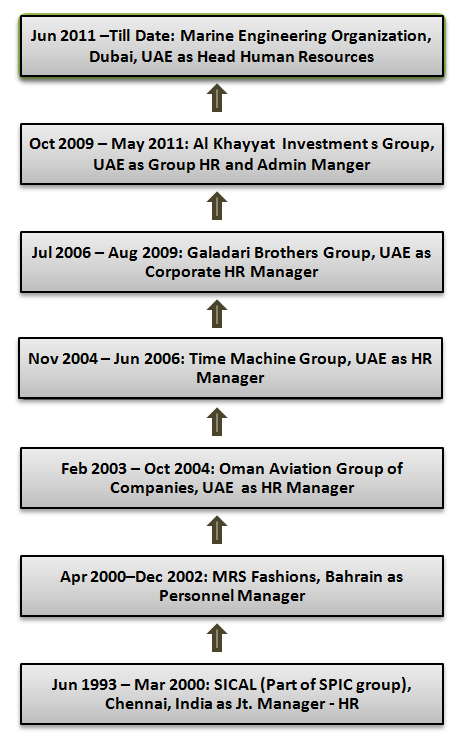 Jun 2011 –Till Date: Marine Engineering Organization,
Dubai, UAE as Head Human Resources
Oct 2009 – May 2011: Al Khayyat Investment s Group,
UAE as Group HR and Admin Manger
Jul 2006 – Aug 2009: Galadari Brothers Group, UAE as
Corporate HR Manager
Nov 2004 – Jun 2006: Time Machine Group, UAE as HR
Manager
Feb 2003 – Oct 2004: Oman Aviation Group of
Companies, UAE as HR Manager
Apr 2000–Dec 2002: MRS Fashions, Bahrain as
Personnel Manager
Jun 1993 – Mar 2000: SICAL (Part of SPIC group),
Chennai, India as Jt. Manager - HR